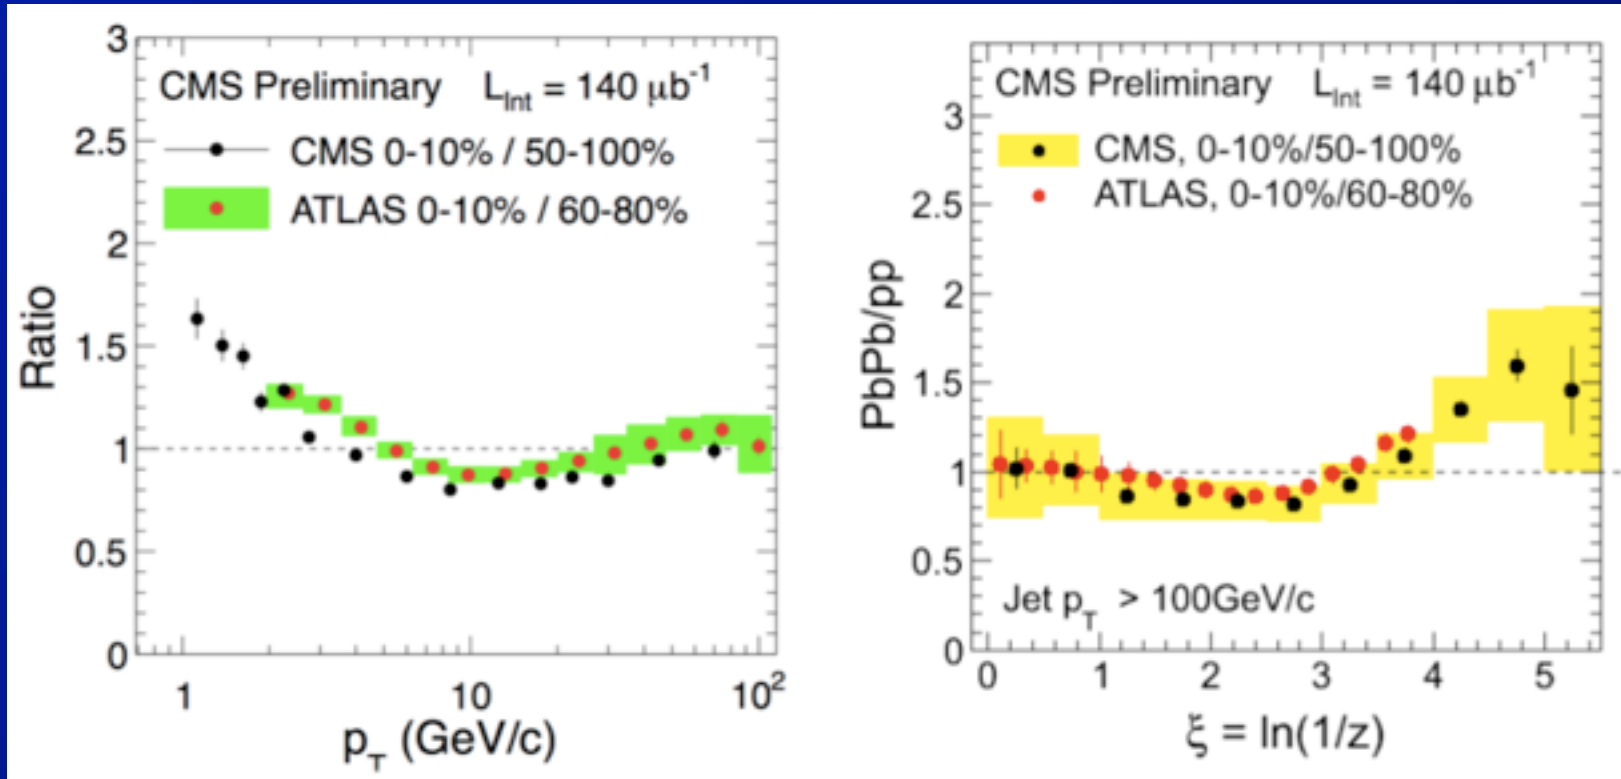 CMS Preliminary L_Int = 140 μb⁻¹
CMS 0-10% / 50-100%
ATLAS 0-10% / 60-80%
Ratio
3
2.5
2
1.5
1
0.5
0
1 10 10²
p_T (GeV/c)
CMS Preliminary L_Int = 140 μb⁻¹
CMS, 0-10%/50-100%
ATLAS, 0-10%/60-80%
PbPb/pp
3
2.5
2
1.5
1
0.5
0
Jet p_T > 100GeV/c
0 1 2 3 4 5
ξ = ln(1/z)